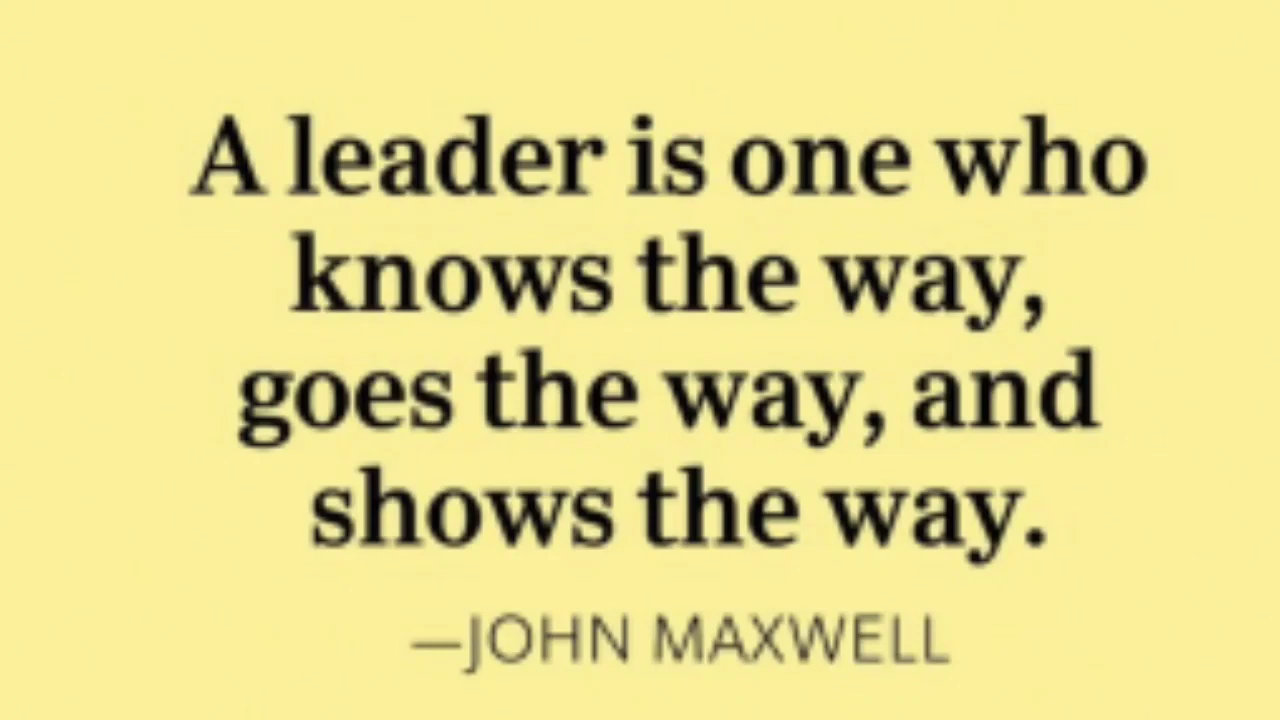 A leader is one who
knows the way,
goes the way, and
shows the way.
—JOHN MAXWELL